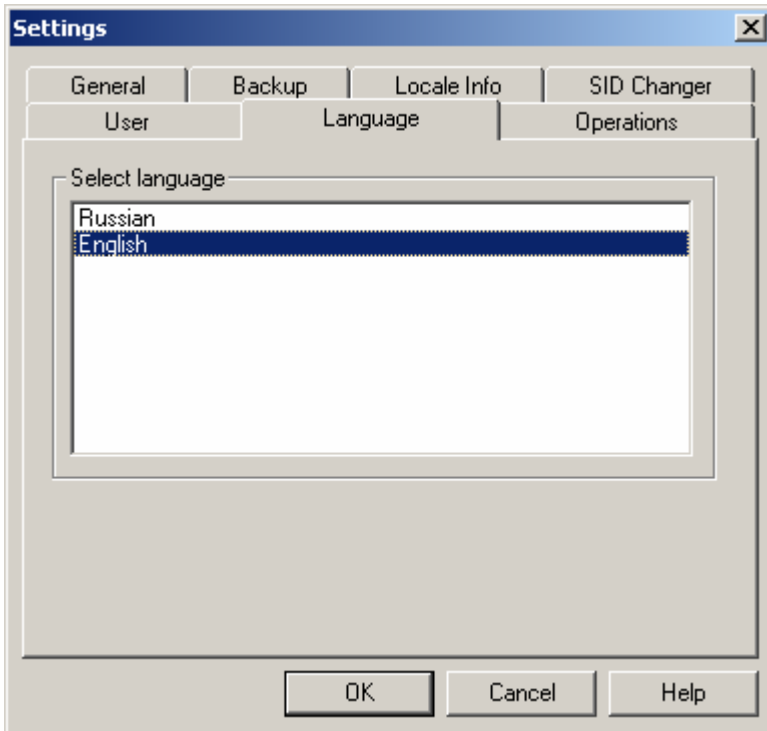 Settings
General Backup Locale Info SID Changer
User Language Operations
Select language
Russian
English
OK Cancel Help